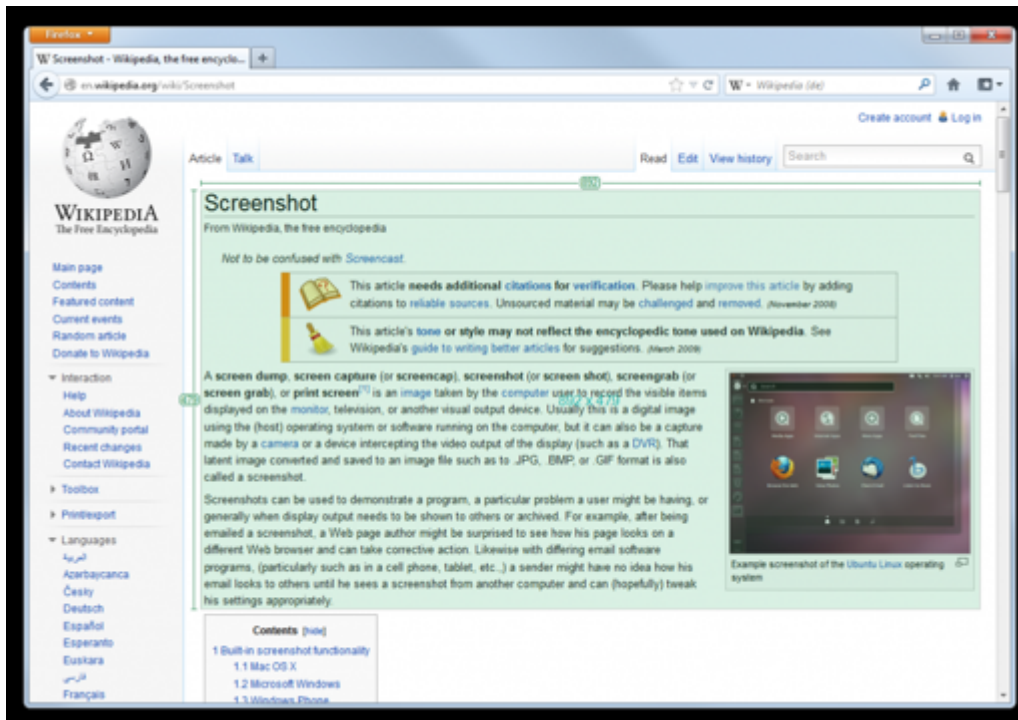 Firefox
W Screenshot - Wikipedia, the free encyclo...
en.wikipedia.org/wiki/Screenshot
W - Wikipedia (de)
Create account Log in
Article Talk
Read Edit View history Search
892
WIKIPEDIA
The Free Encyclopedia
Main page
Contents
Featured content
Current events
Random article
Donate to Wikipedia
Interaction
Help
About Wikipedia
Community portal
Recent changes
Contact Wikipedia
Toolbox
Print/export
Languages
العربية
Azərbaycanca
Česky
Deutsch
Español
Esperanto
Euskara
فارسی
Français
479
Screenshot
From Wikipedia, the free encyclopedia
Not to be confused with Screencast.
This article needs additional citations for verification. Please help improve this article by adding
citations to reliable sources. Unsourced material may be challenged and removed. (November 2008)
This article's tone or style may not reflect the encyclopedic tone used on Wikipedia. See
Wikipedia's guide to writing better articles for suggestions. (March 2009)
A screen dump, screen capture (or screencap), screenshot (or screen shot), screengrab (or
screen grab), or print screen[1] is an image taken by the computer user to record the visible items
displayed on the monitor, television, or another visual output device. Usually this is a digital image
using the (host) operating system or software running on the computer, but it can also be a capture
made by a camera or a device intercepting the video output of the display (such as a DVR). That
latent image converted and saved to an image file such as to .JPG, .BMP, or .GIF format is also
called a screenshot.
892 x 479
Screenshots can be used to demonstrate a program, a particular problem a user might be having, or
generally when display output needs to be shown to others or archived. For example, after being
emailed a screenshot, a Web page author might be surprised to see how his page looks on a
different Web browser and can take corrective action. Likewise with differing email software
programs, (particularly such as in a cell phone, tablet, etc.,) a sender might have no idea how his
email looks to others until he sees a screenshot from another computer and can (hopefully) tweak
his settings appropriately.
Example screenshot of the Ubuntu Linux operating
system
Contents [hide]
1 Built-in screenshot functionality
1.1 Mac OS X
1.2 Microsoft Windows
1.3 Windows Phone